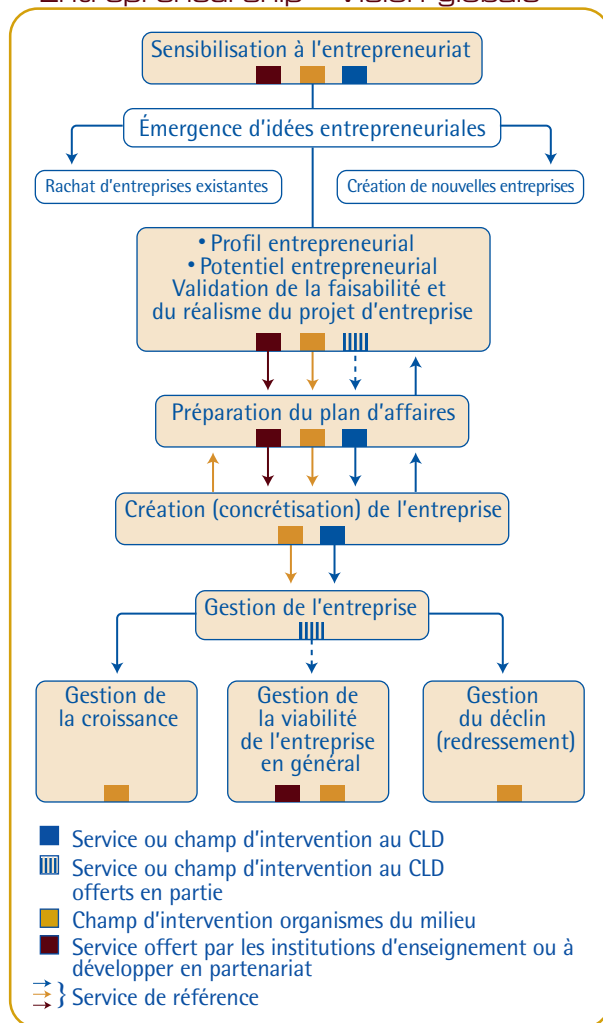 Entrepreneurship - Vision globale
Sensibilisation à l'entrepreneuriat
Émergence d'idées entrepreneuriales
Rachat d'entreprises existantes
Création de nouvelles entreprises
• Profil entrepreneurial
• Potentiel entrepreneurial
Validation de la faisabilité et
du réalisme du projet d'entreprise
Préparation du plan d'affaires
Création (concrétisation) de l'entreprise
Gestion de l'entreprise
Gestion de
la croissance
Gestion de
la viabilité
de l'entreprise
en général
Gestion
du déclin
(redressement)
Service ou champ d'intervention au CLD
Service ou champ d'intervention au CLD
offerts en partie
Champ d'intervention organismes du milieu
Service offert par les institutions d'enseignement ou à
développer en partenariat
} Service de référence